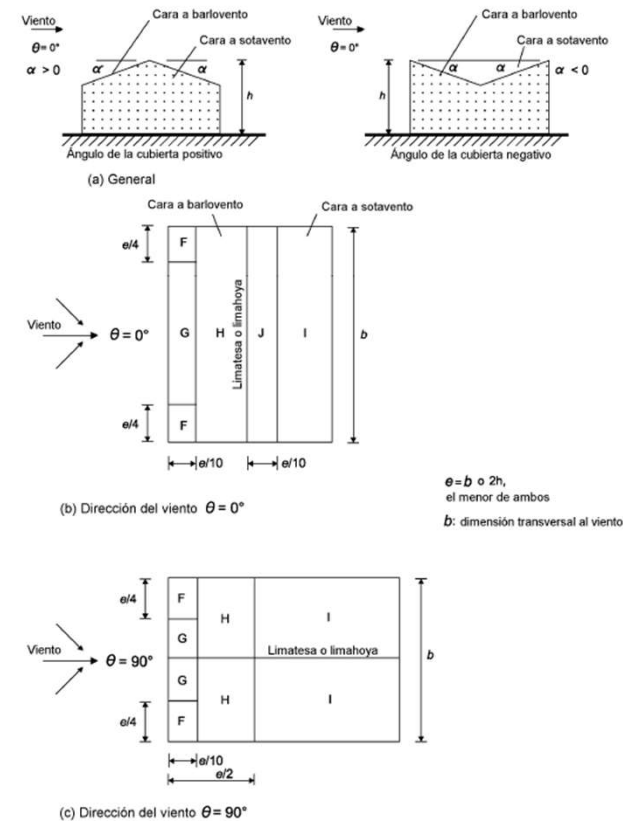 Viento
θ=0°
α > 0
Cara a barlovento
Cara a sotavento
α
α
h
Ángulo de la cubierta positivo
Viento
θ=0°
Cara a barlovento
Cara a sotavento
α
α
α < 0
h
Ángulo de la cubierta negativo
(a) General
Cara a barlovento
Cara a sotavento
e/4
F
Viento
θ = 0°
G
H
Limatesa o limahoya
J
I
b
e/4
F
e/10
e/10
e=b o 2h,
el menor de ambos
b: dimensión transversal al viento
(b) Dirección del viento θ = 0°
e/4
F
H
I
G
Viento
θ = 90°
Limatesa o limahoya
b
G
H
I
e/4
F
e/10
e/2
(c) Dirección del viento θ= 90°